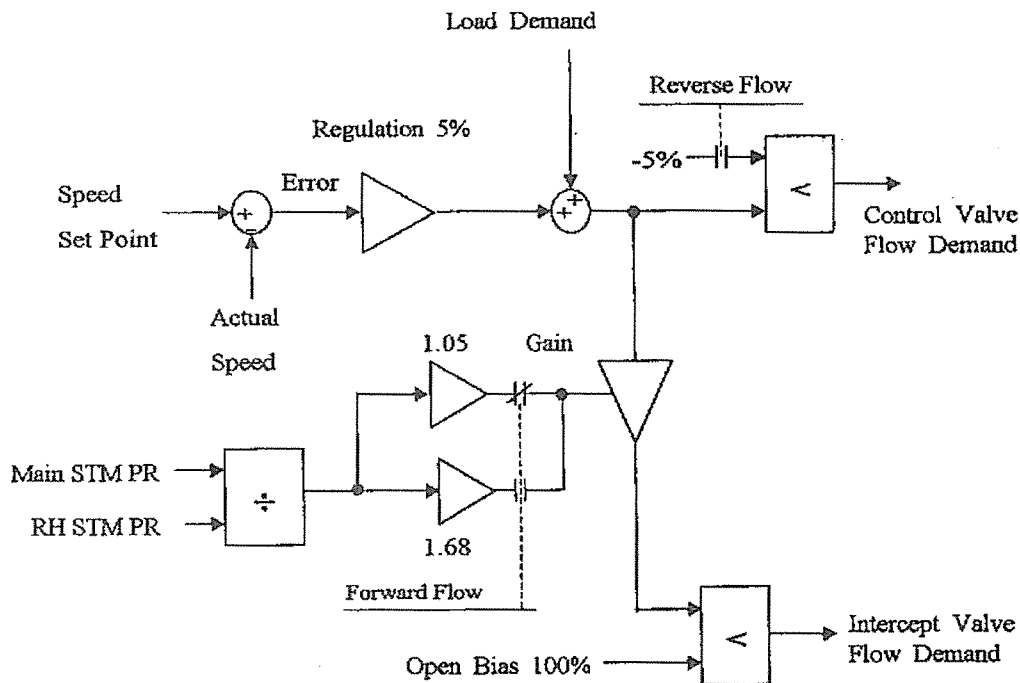 Load Demand
Reverse Flow
Regulation 5%
-5%
<
Speed
Set Point
Error
+
-
+
+
Control Valve
Flow Demand
Actual
Speed
1.05
Gain
Main STM PR
RH STM PR
÷
1.68
Forward Flow
<
Open Bias 100%
Intercept Valve
Flow Demand